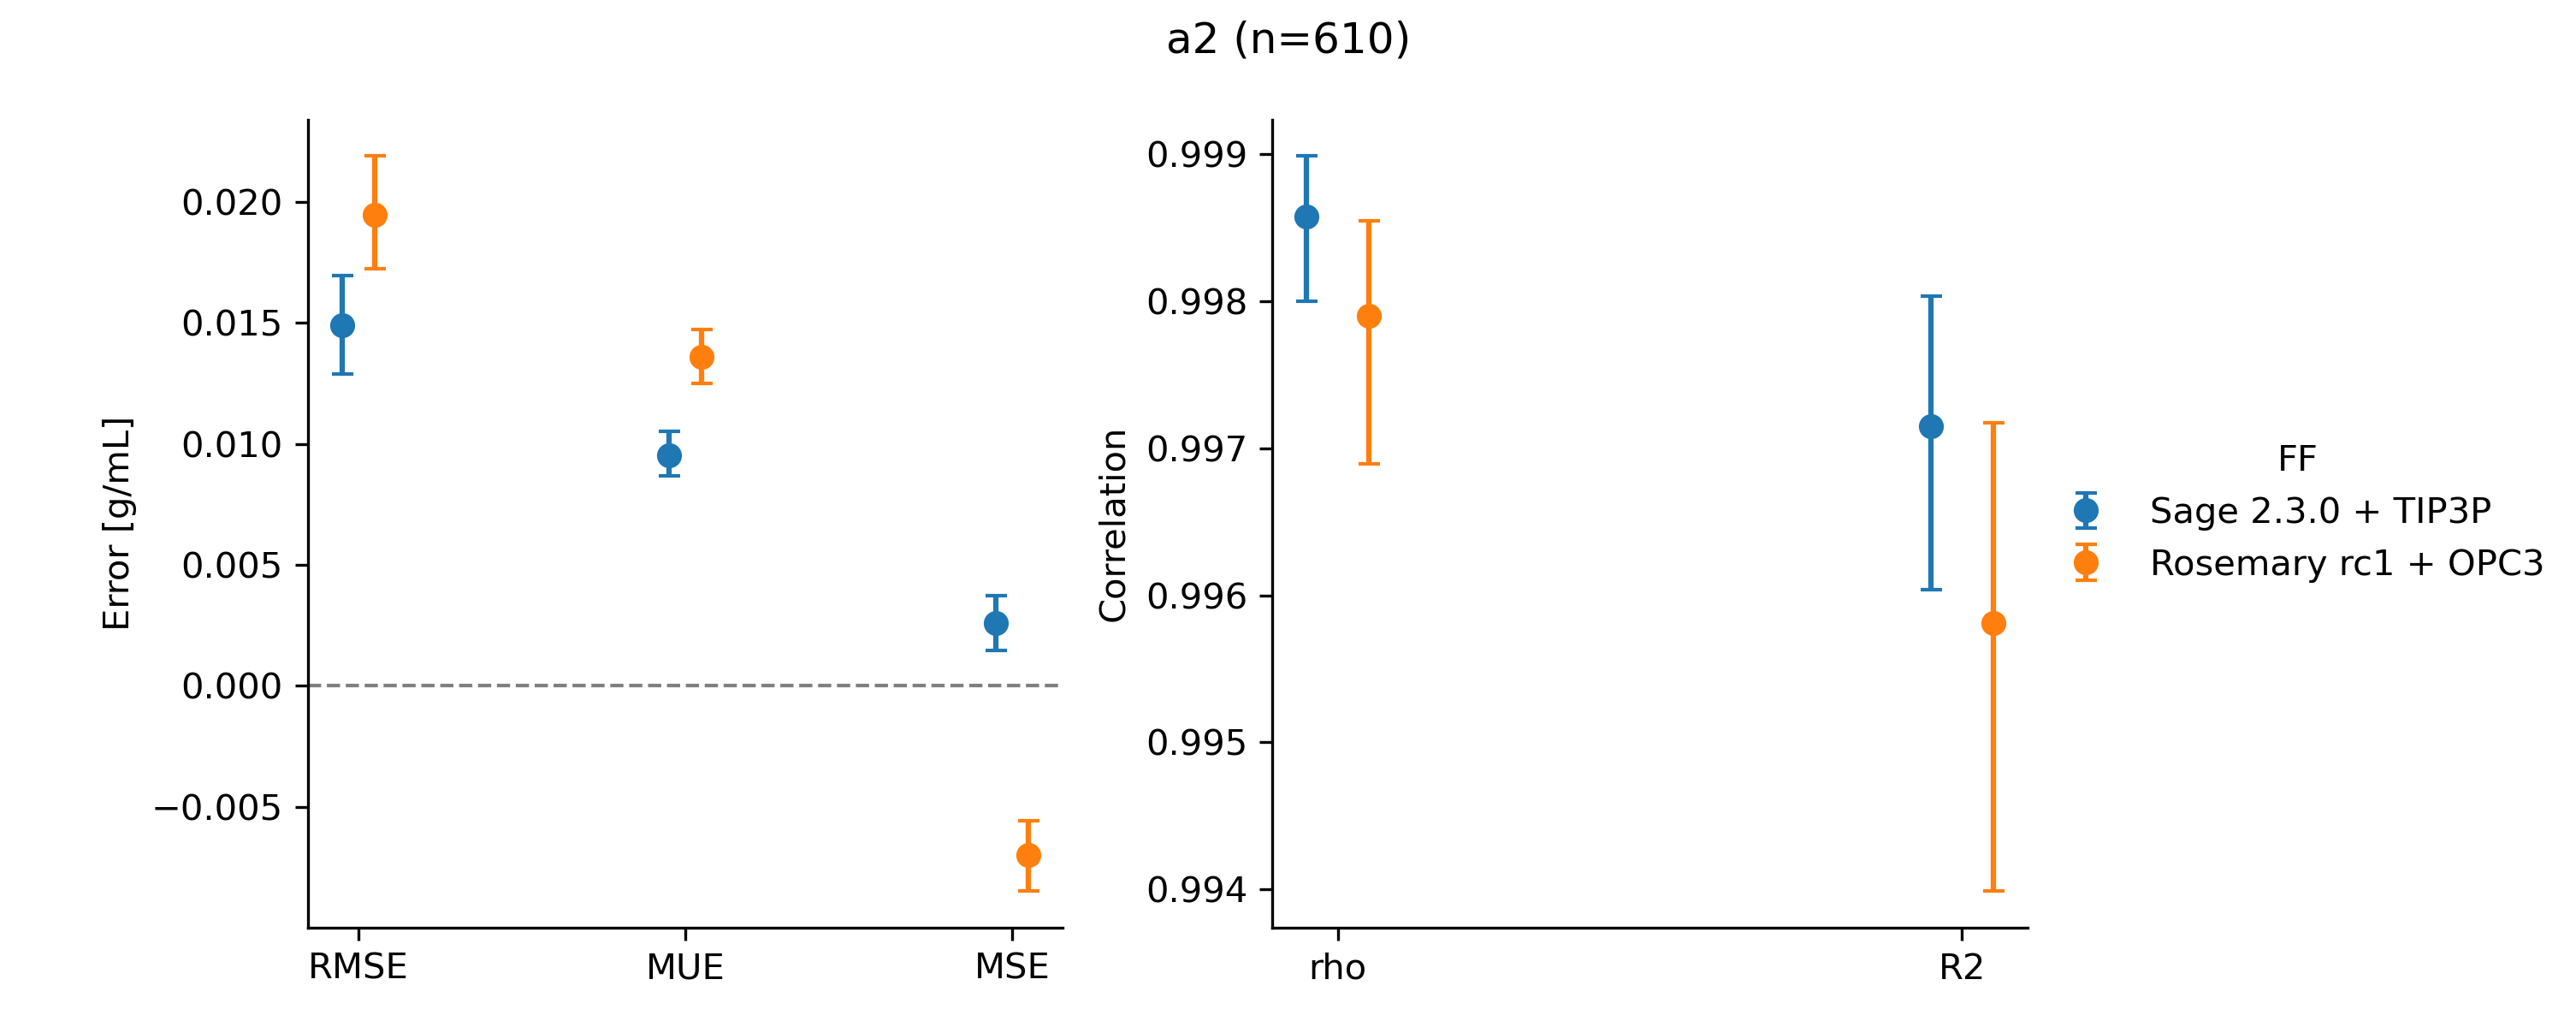 a2 (n=610)
Error [g/mL]
0.020
0.015
0.010
0.005
0.000
−0.005
RMSE
MUE
MSE
Correlation
0.999
0.998
0.997
0.996
0.995
0.994
rho
R2
FF
Sage 2.3.0 + TIP3P
Rosemary rc1 + OPC3